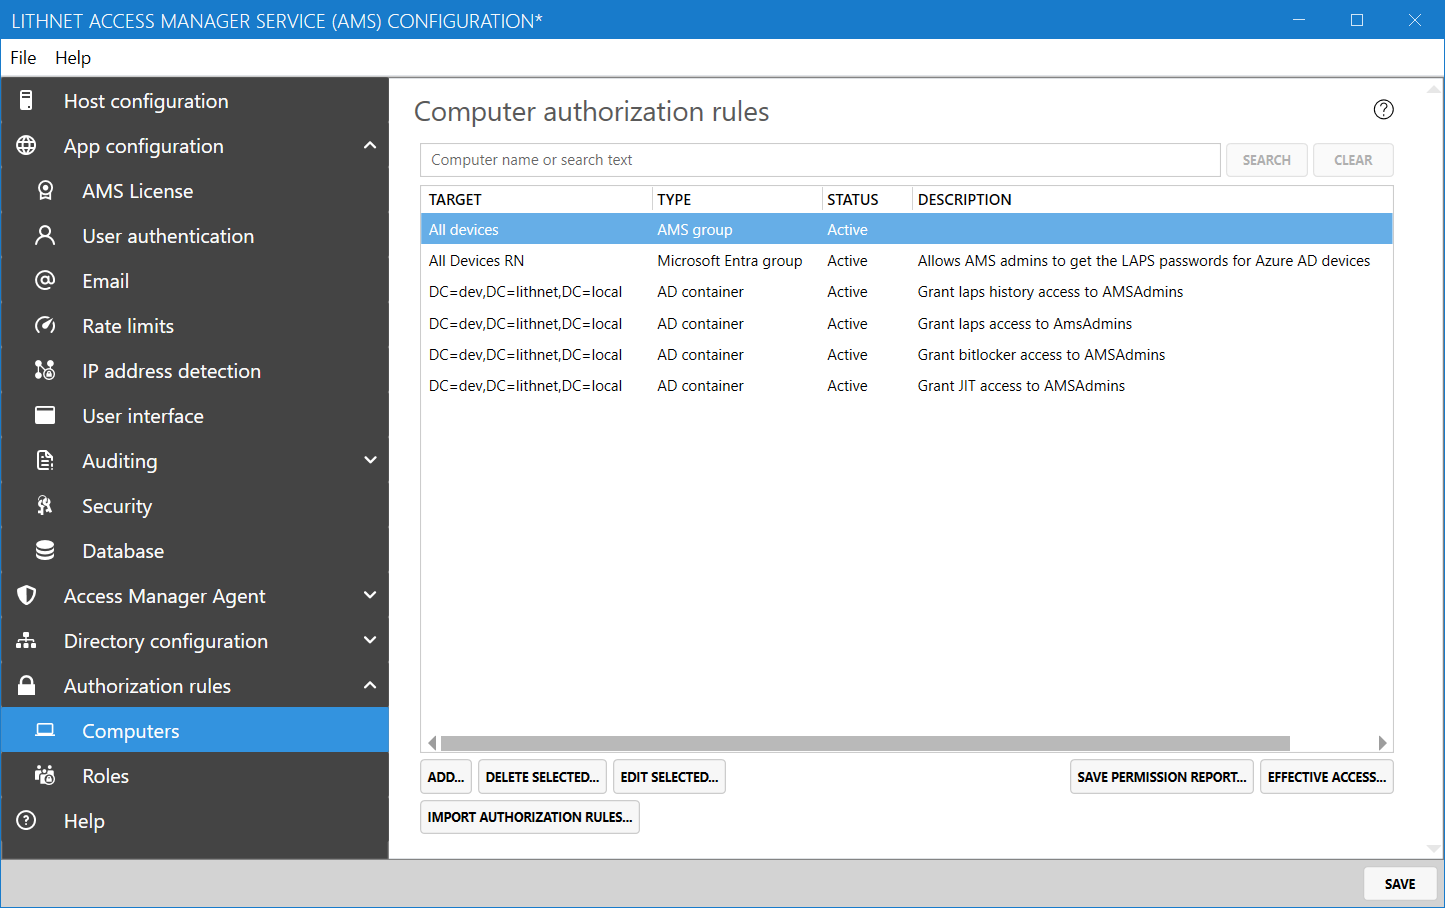 LITHNET ACCESS MANAGER SERVICE (AMS) CONFIGURATION*
File Help
Host configuration
App configuration
AMS License
User authentication
Email
Rate limits
IP address detection
User interface
Auditing
Security
Database
Access Manager Agent
Directory configuration
Authorization rules
Computers
Roles
Help
Computer authorization rules
Computer name or search text SEARCH CLEAR
TARGET TYPE STATUS DESCRIPTION
All devices AMS group Active
All Devices RN Microsoft Entra group Active Allows AMS admins to get the LAPS passwords for Azure AD devices
DC=dev,DC=lithnet,DC=local AD container Active Grant laps history access to AMSAdmins
DC=dev,DC=lithnet,DC=local AD container Active Grant laps access to AmsAdmins
DC=dev,DC=lithnet,DC=local AD container Active Grant bitlocker access to AMSAdmins
DC=dev,DC=lithnet,DC=local AD container Active Grant JIT access to AMSAdmins
ADD... DELETE SELECTED... EDIT SELECTED... SAVE PERMISSION REPORT... EFFECTIVE ACCESS...
IMPORT AUTHORIZATION RULES...
SAVE